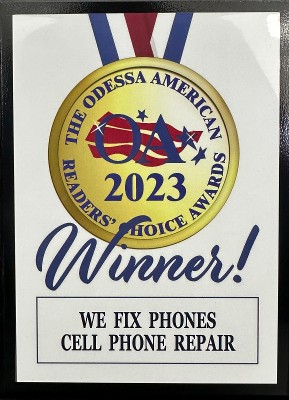 THE ODESSA AMERICAN
OA
2023
READERS' CHOICE AWARDS
Winner!
WE FIX PHONES
CELL PHONE REPAIR